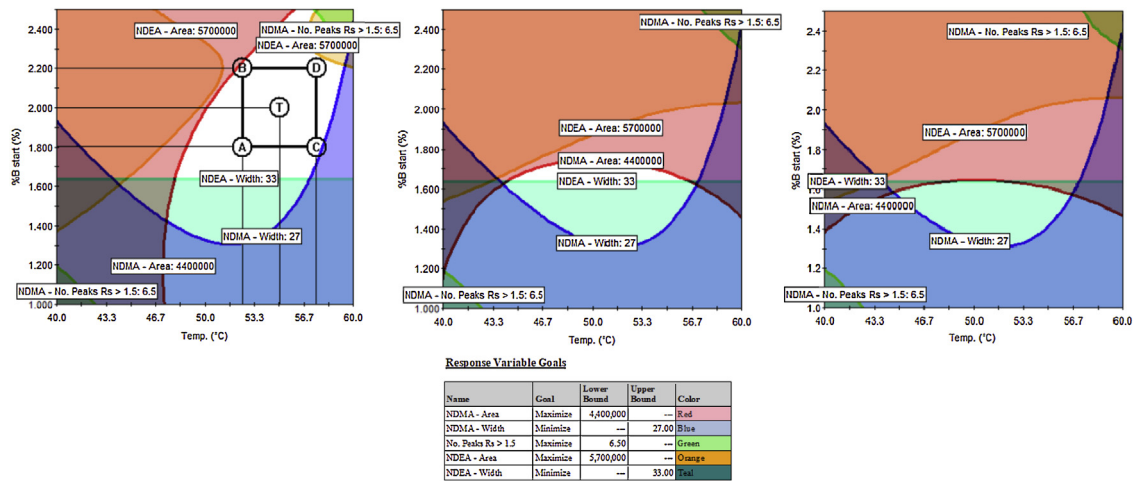 2.500
NDEA - Area: 5700000
NDMA - No. Peaks Rs > 1.5: 6.5
NDEA - Area: 5700000
B
D
2.200
2.000
T
1.800
A
C
%B start (%)
NDEA - Width: 33
1.600
1.400
NDMA - Width: 27
1.200
NDMA - Area: 4400000
NDMA - No. Peaks Rs > 1.5: 6.5
1.000
40.0 43.3 46.7 50.0 53.3 56.7 60.0
Temp. (°C)
2.500
NDMA - No. Peaks Rs > 1.5: 6.5
2.200
2.000
NDEA - Area: 5700000
1.800
%B start (%)
NDMA - Area: 4400000
NDEA - Width: 33
1.600
1.400
NDMA - Width: 27
1.200
NDMA - No. Peaks Rs > 1.5: 6.5
1.000
40.0 43.3 46.7 50.0 53.3 56.7 60.0
Temp. (°C)
2.5
NDMA - No. Peaks Rs > 1.5: 6.5
2.2
2.0
NDEA - Area: 5700000
1.8
%B start (%)
NDEA - Width: 33
1.6
NDMA - Area: 4400000
1.4
NDMA - Width: 27
1.2
NDMA - No. Peaks Rs > 1.5: 6.5
1.0
40.0 43.3 46.7 50.0 53.3 56.7 60.0
Temp. (°C)
Response Variable Goals
Name Goal Lower Bound Upper Bound Color
NDMA - Area Maximize 4,400,000 --- Red
NDMA - Width Minimize --- 27.00 Blue
No. Peaks Rs > 1.5 Maximize 6.50 --- Green
NDEA - Area Maximize 5,700,000 --- Orange
NDEA - Width Minimize --- 33.00 Teal